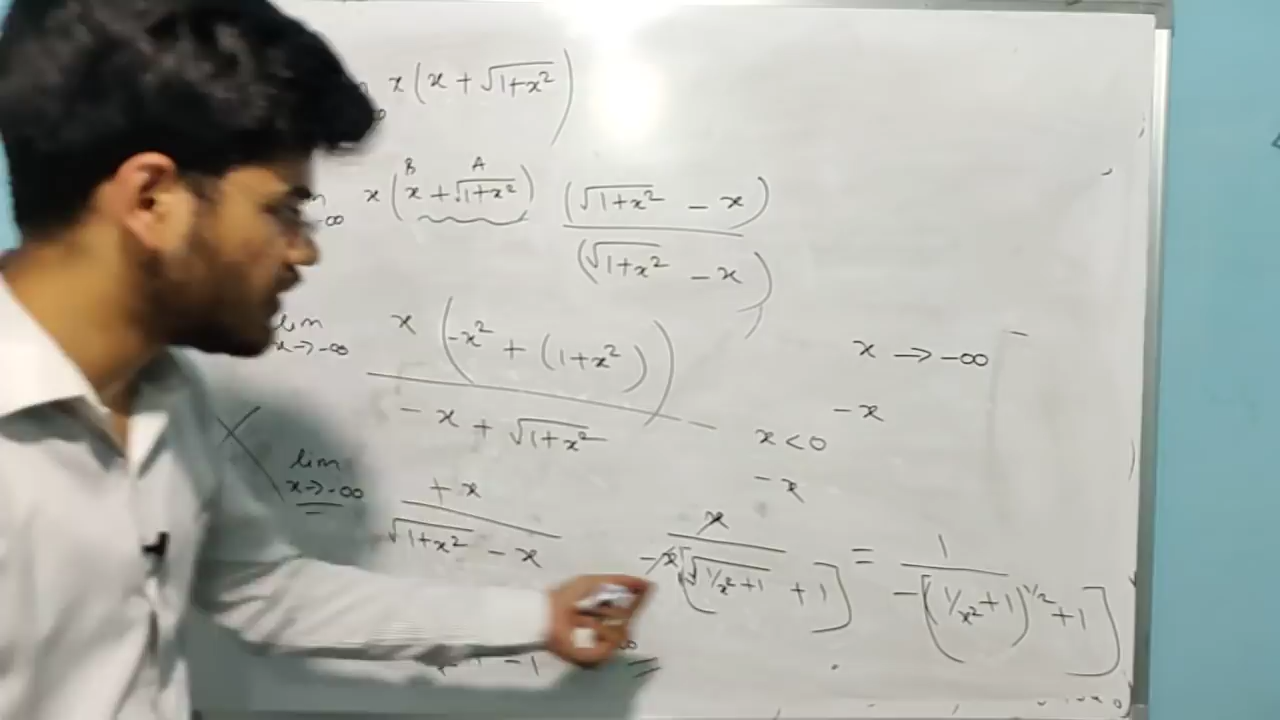 x(x + √(1+x²))
B A
x(x + √(1+x²)) (√(1+x²) - x)/(√(1+x²) - x)
-∞
lim x→-∞ x(-x² + (1+x²))/(-x + √(1+x²))
x → -∞
-x
x < 0
-x
lim x→-∞ +x/(√(1+x²) - x)
x/(-x[√(1/x²+1) + 1]) = 1/(-[(1/x²+1)^1/2 + 1])